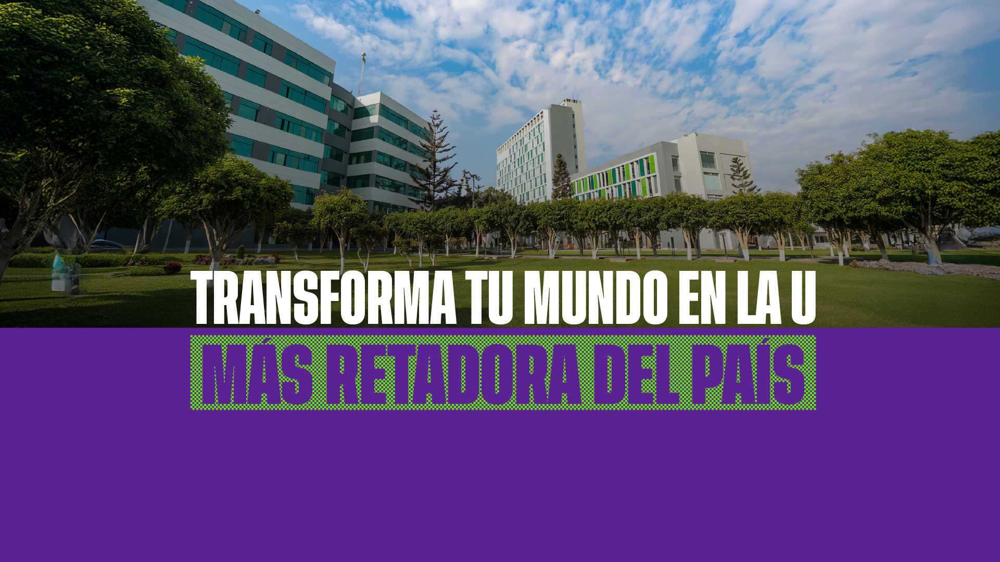 TRANSFORMA TU MUNDO EN LA U
MÁS RETADORA DEL PAÍS